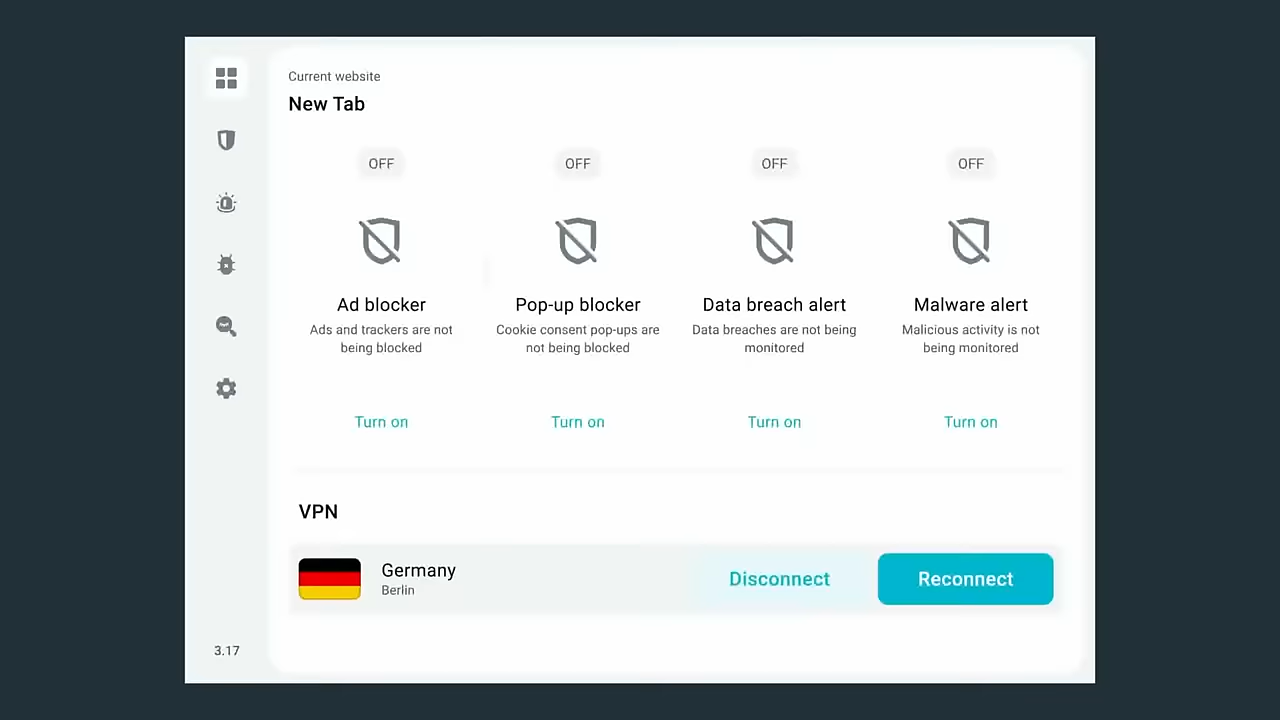 Current website
New Tab
OFF
OFF
OFF
OFF
Ad blocker
Ads and trackers are not
being blocked
Turn on
Pop-up blocker
Cookie consent pop-ups are
not being blocked
Turn on
Data breach alert
Data breaches are not being
monitored
Turn on
Malware alert
Malicious activity is not
being monitored
Turn on
VPN
Germany
Berlin
Disconnect
Reconnect
3.17